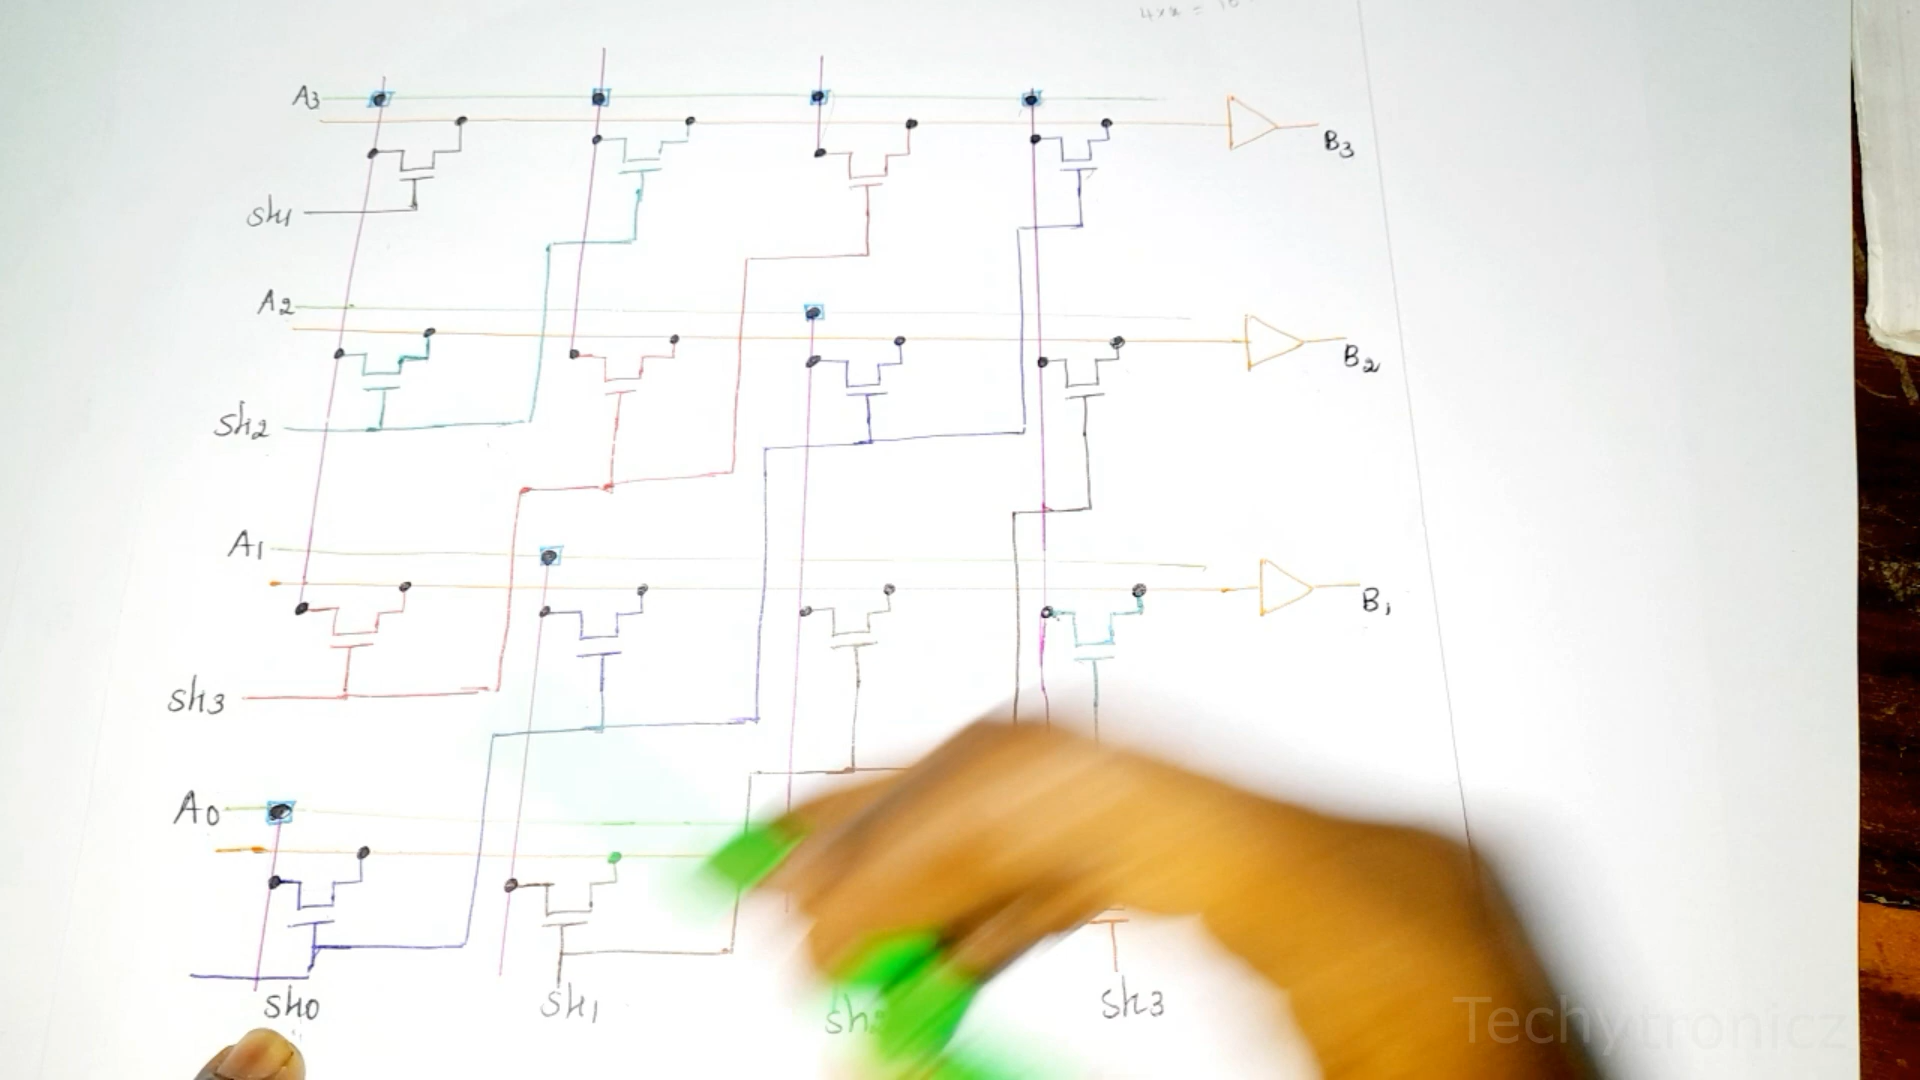 A3
B3
Sh1
A2
B2
Sh2
A1
B1
Sh3
A0
Sh0
Sh1
Sh3
Techytronicz